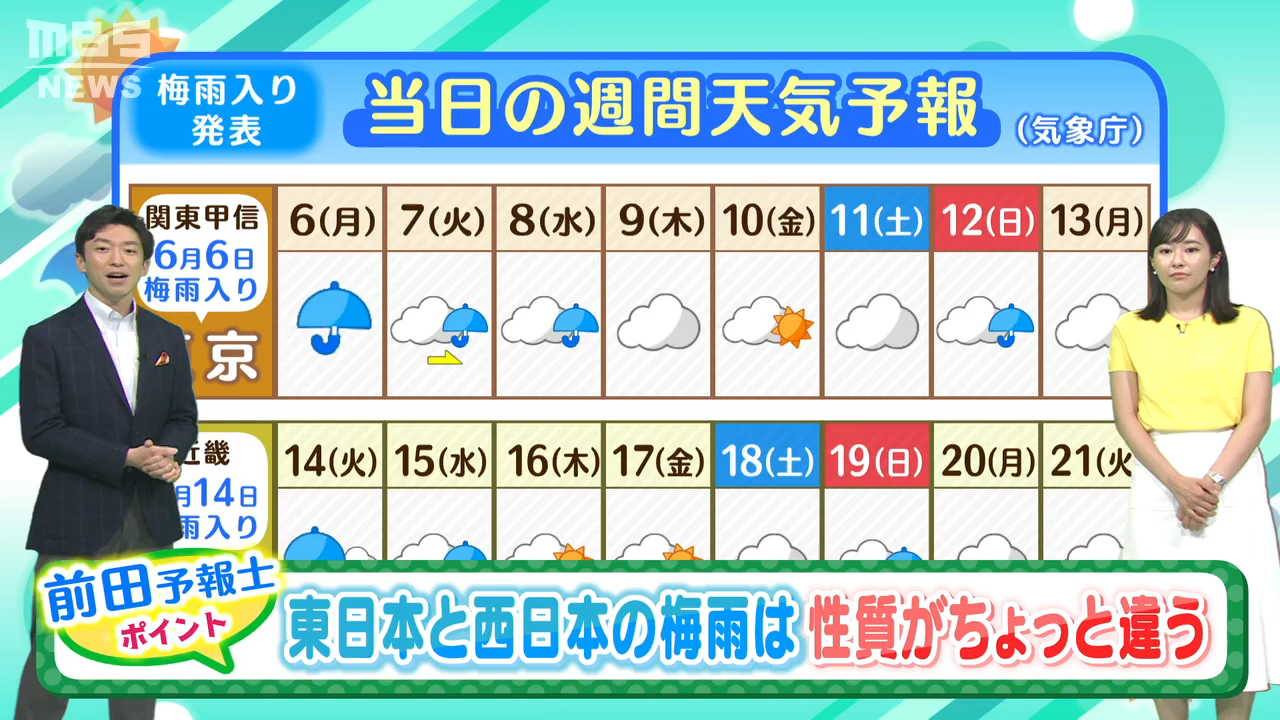 MBS
NEWS
梅雨入り
発表
当日の週間天気予報
(気象庁)
関東甲信
6月6日
梅雨入り
京
6(月) 7(火) 8(水) 9(木) 10(金) 11(土) 12(日) 13(月)
近畿
月14日
雨入り
14(火) 15(水) 16(木) 17(金) 18(土) 19(日) 20(月) 21(火
前田予報士
ポイント
東日本と西日本の梅雨は 性質がちょっと違う